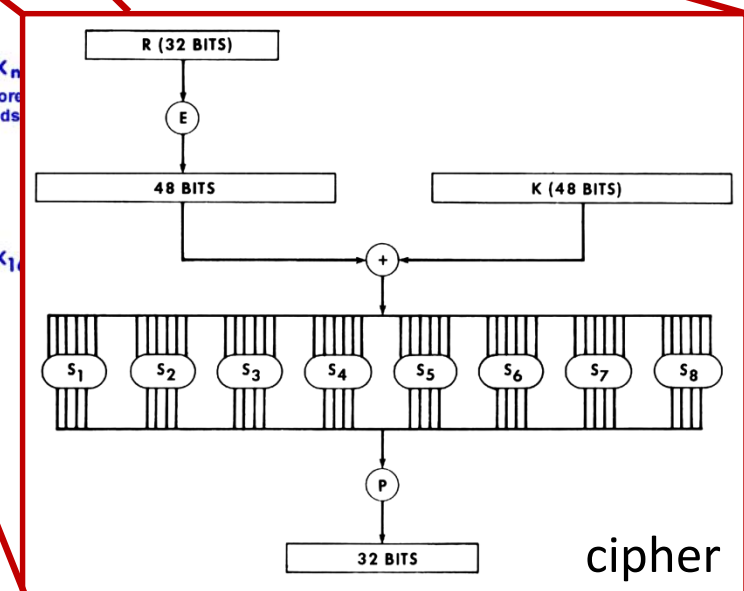 R (32 BITS)
E
48 BITS
K (48 BITS)
+
S1 S2 S3 S4 S5 S6 S7 S8
P
32 BITS
cipher